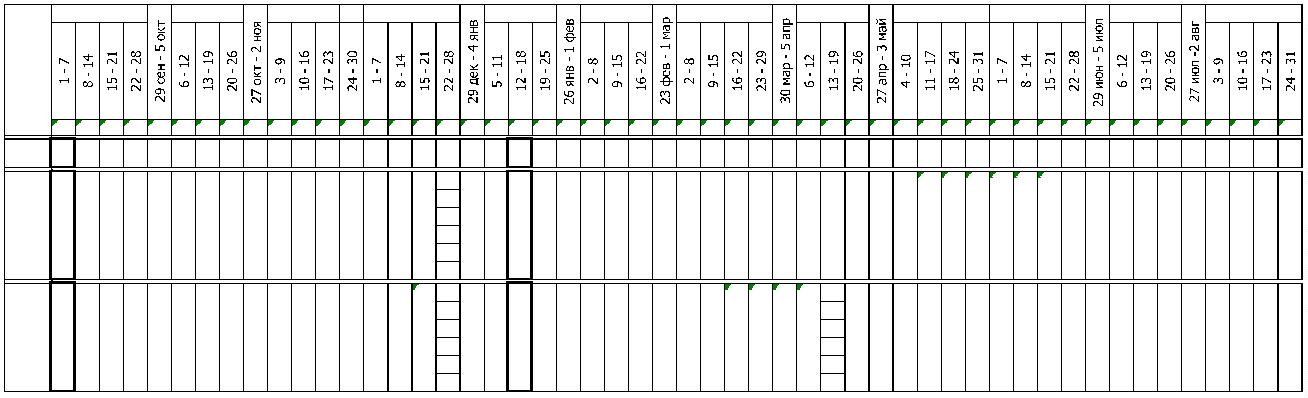 1 - 7
8 - 14
15 - 21
22 - 28
29 сен - 5 окт
6 - 12
13 - 19
20 - 26
27 окт - 2 ноя
3 - 9
10 - 16
17 - 23
24 - 30
1 - 7
8 - 14
15 - 21
22 - 28
29 дек - 4 янв
5 - 11
12 - 18
19 - 25
26 янв - 1 фев
2 - 8
9 - 15
16 - 22
23 фев - 1 мар
2 - 8
9 - 15
16 - 22
23 - 29
30 мар - 5 апр
6 - 12
13 - 19
20 - 26
27 апр - 3 май
4 - 10
11 - 17
18 - 24
25 - 31
1 - 7
8 - 14
15 - 21
22 - 28
29 июн - 5 июл
6 - 12
13 - 19
20 - 26
27 июл -2 авг
3 - 9
10 - 16
17 - 23
24 - 31